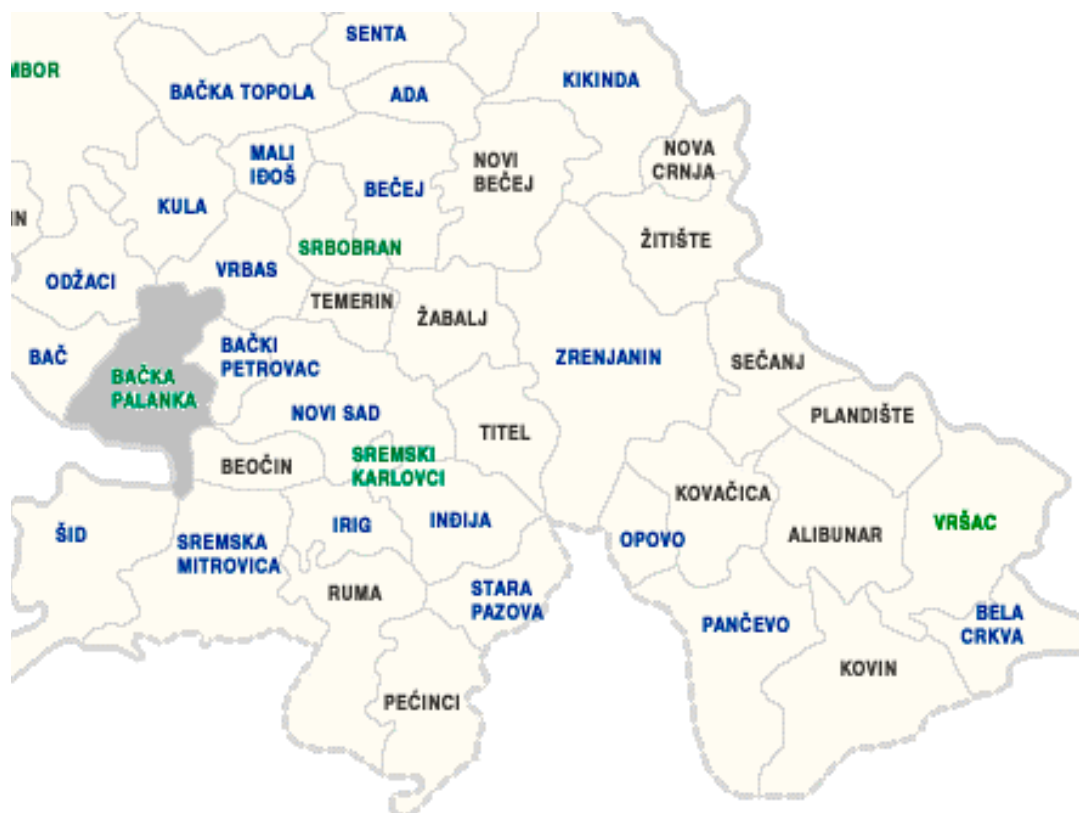 SENTA
MBOR
KIKINDA
BAČKA TOPOLA
ADA
MALI
IĐOŠ
NOVI
BEČEJ
NOVA
CRNJA
BEČEJ
KULA
IN
SRBOBRAN
ŽITIŠTE
ODŽACI
VRBAS
TEMERIN
ŽABALJ
BAČ
BAČKI
PETROVAC
ZRENJANIN
SEČANJ
BAČKA
PALANKA
NOVI SAD
PLANDIŠTE
TITEL
BEOČIN
SREMSKI
KARLOVCI
KOVAČICA
ŠID
IRIG
INĐIJA
VRŠAC
SREMSKA
MITROVICA
OPOVO
ALIBUNAR
RUMA
STARA
PAZOVA
PANČEVO
BELA
CRKVA
KOVIN
PEĆINCI